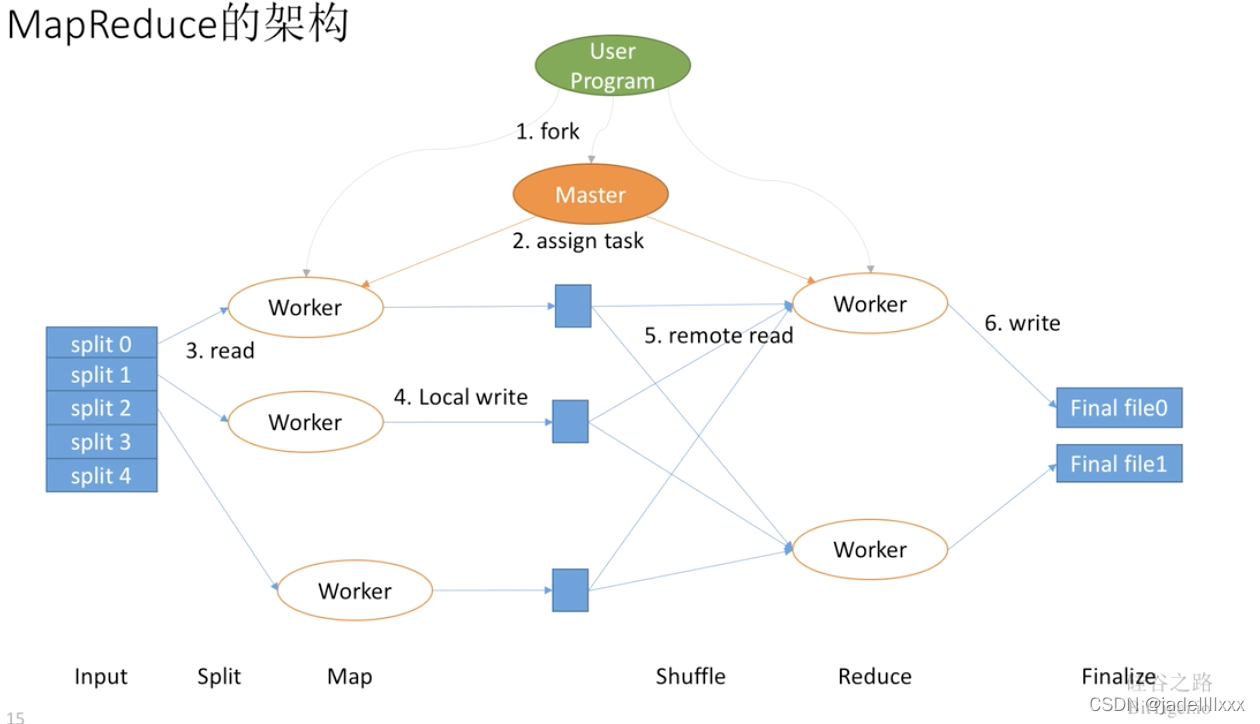 MapReduce的架构
User
Program
1. fork
Master
2. assign task
Worker
Worker
5. remote read
6. write
split 0
3. read
split 1
4. Local write
split 2
Worker
Final file0
split 3
Final file1
split 4
Worker
Worker
Input
Split
Map
Shuffle
Reduce
Finalize
硅谷之路
CSDN @jadellllxxx
15